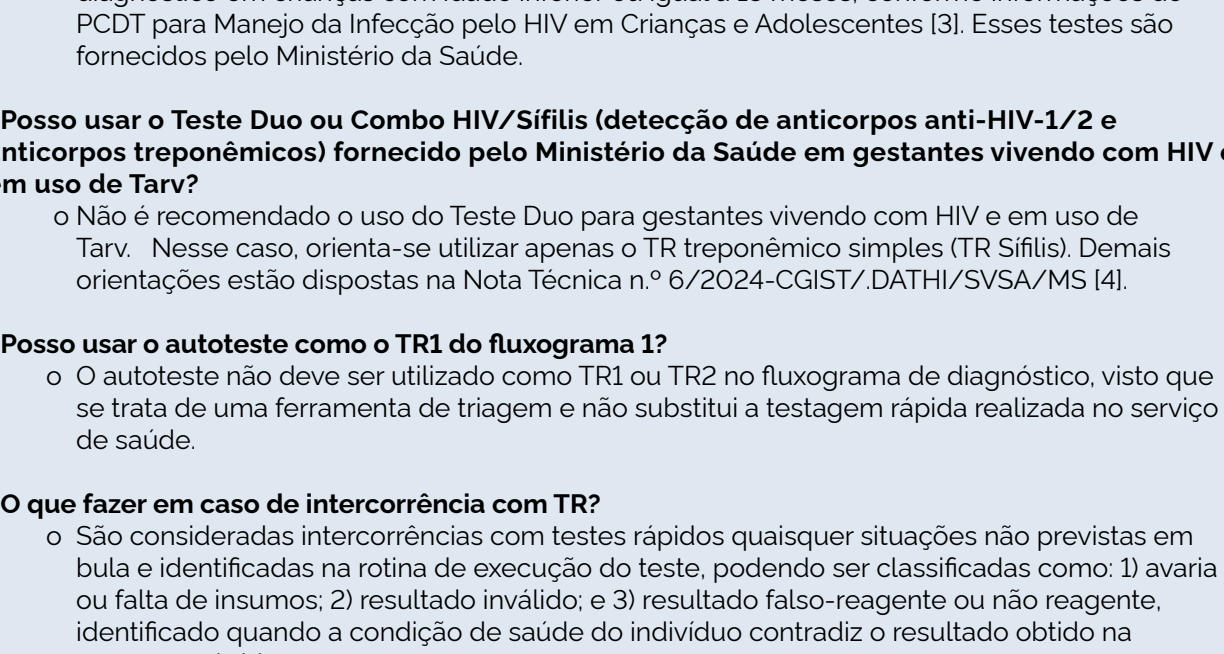 PCDT para Manejo da Infecção pelo HIV em Crianças e Adolescentes [3]. Esses testes são
fornecidos pelo Ministério da Saúde.
Posso usar o Teste Duo ou Combo HIV/Sífilis (detecção de anticorpos anti-HIV-1/2 e
nticorpos treponêmicos) fornecido pelo Ministério da Saúde em gestantes vivendo com HIV e
em uso de Tarv?
o Não é recomendado o uso do Teste Duo para gestantes vivendo com HIV e em uso de
Tarv. Nesse caso, orienta-se utilizar apenas o TR treponêmico simples (TR Sífilis). Demais
orientações estão dispostas na Nota Técnica n.º 6/2024-CGIST/.DATHI/SVSA/MS [4].
Posso usar o autoteste como o TR1 do fluxograma 1?
o O autoteste não deve ser utilizado como TR1 ou TR2 no fluxograma de diagnóstico, visto que
se trata de uma ferramenta de triagem e não substitui a testagem rápida realizada no serviço
de saúde.
O que fazer em caso de intercorrência com TR?
o São consideradas intercorrências com testes rápidos quaisquer situações não previstas em
bula e identificadas na rotina de execução do teste, podendo ser classificadas como: 1) avaria
ou falta de insumos; 2) resultado inválido; e 3) resultado falso-reagente ou não reagente,
identificado quando a condição de saúde do indivíduo contradiz o resultado obtido na